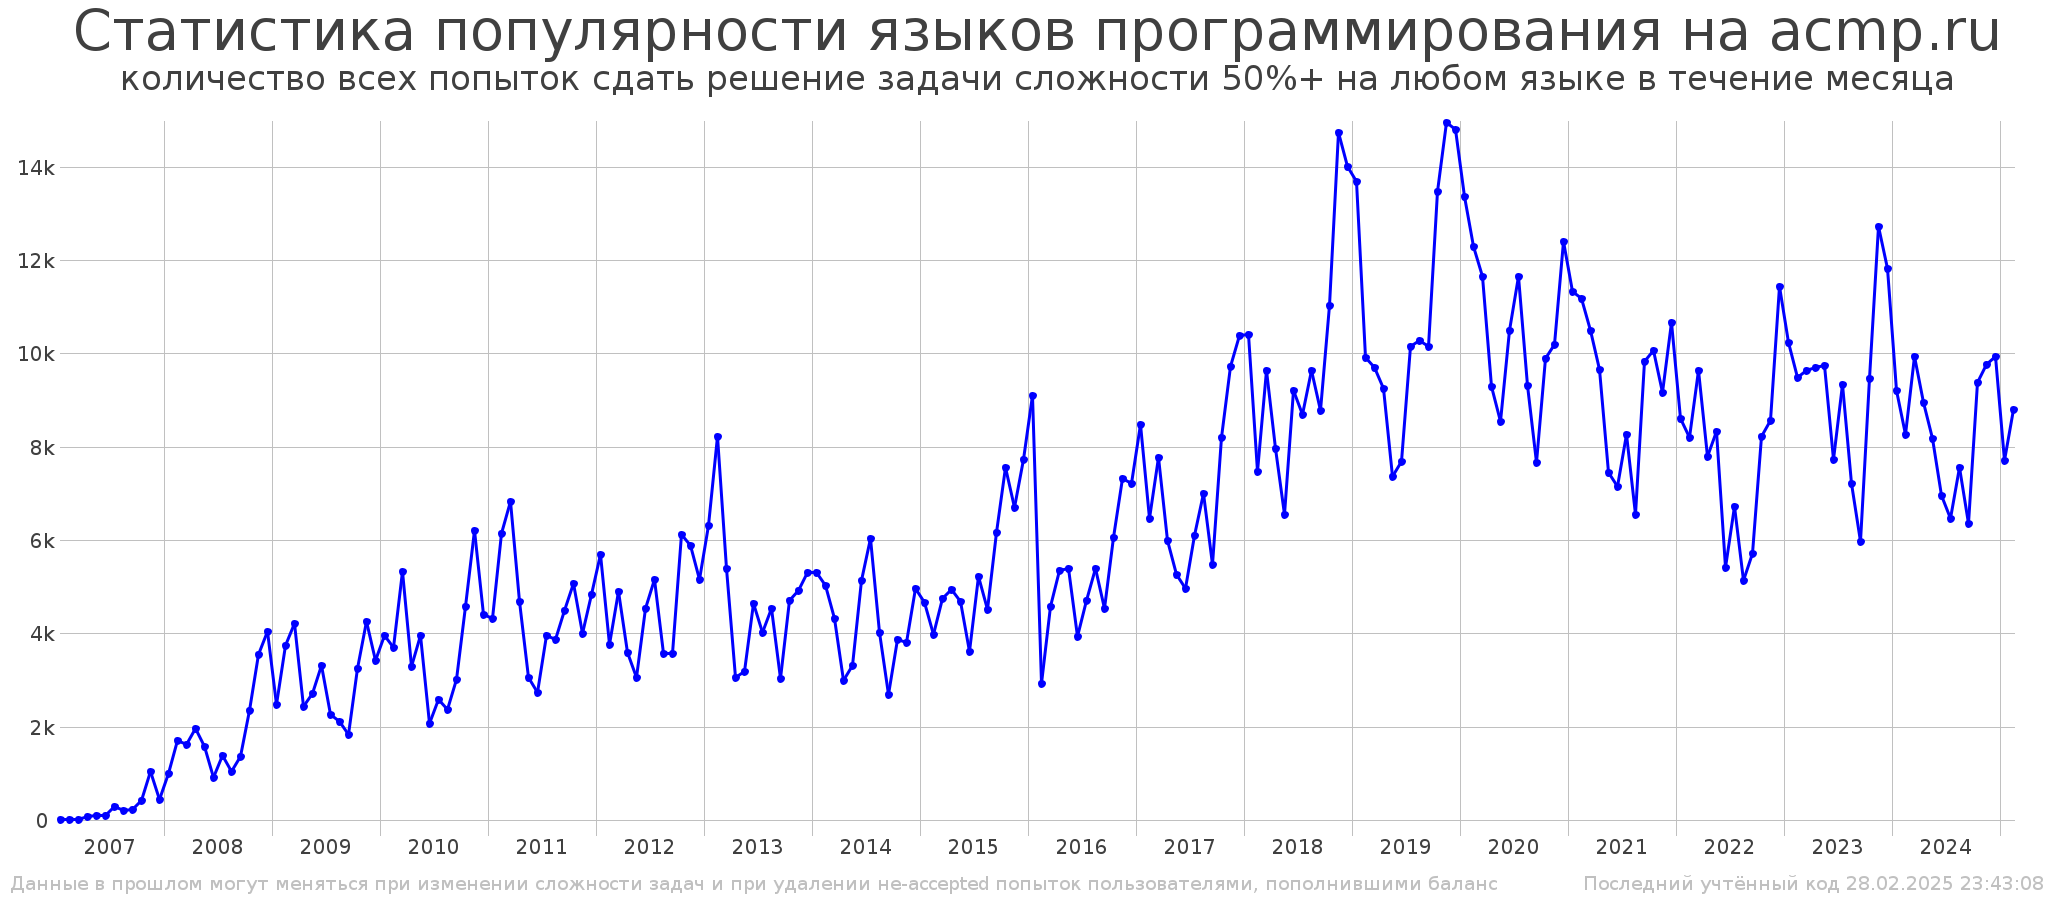 Статистика популярности языков программирования на acmp.ru
количество всех попыток сдать решение задачи сложности 50%+ на любом языке в течение месяца
14k
12k
10k
8k
6k
4k
2k
0
2007 2008 2009 2010 2011 2012 2013 2014 2015 2016 2017 2018 2019 2020 2021 2022 2023 2024
Данные в прошлом могут меняться при изменении сложности задач и при удалении не-accepted попыток пользователями, пополнившими баланс Последний учтённый код 28.02.2025 23:43:08